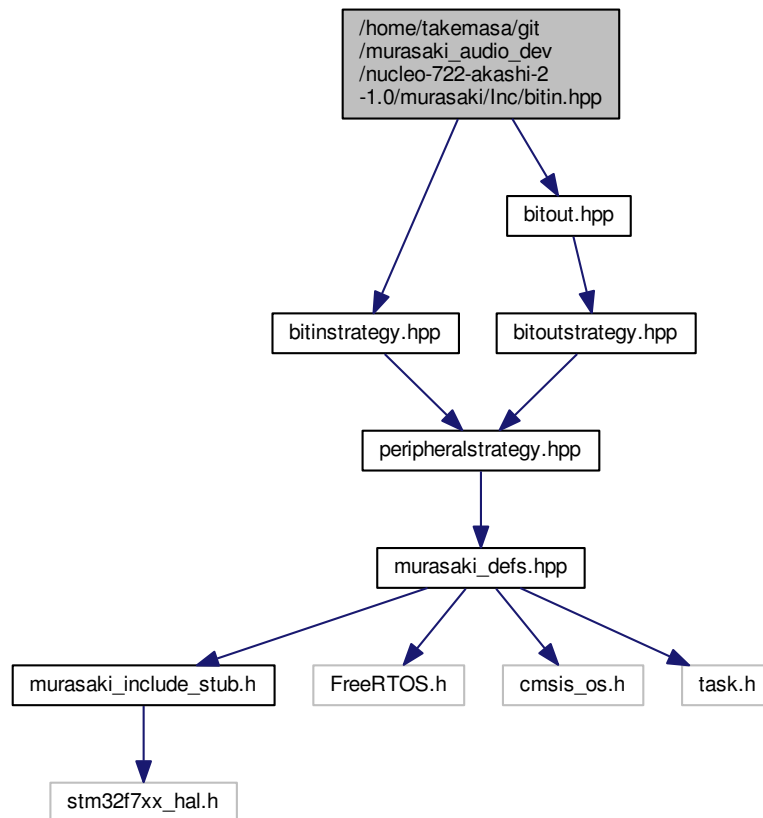 /home/takemasa/git
/murasaki_audio_dev
/nucleo-722-akashi-2
-1.0/murasaki/Inc/bitin.hpp
bitout.hpp
bitinstrategy.hpp
bitoutstrategy.hpp
peripheralstrategy.hpp
murasaki_defs.hpp
murasaki_include_stub.h
FreeRTOS.h
cmsis_os.h
task.h
stm32f7xx_hal.h